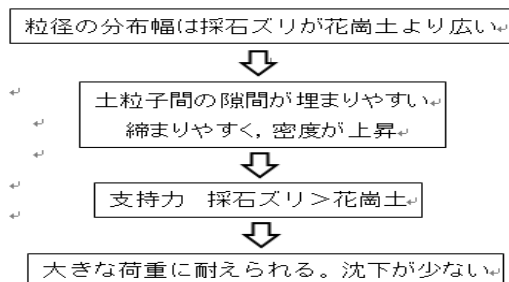 粒径の分布幅は採石ズリが花崗土より広い
土粒子間の隙間が埋まりやすい
締まりやすく，密度が上昇
支持力　採石ズリ＞花崗土
大きな荷重に耐えられる。沈下が少ない